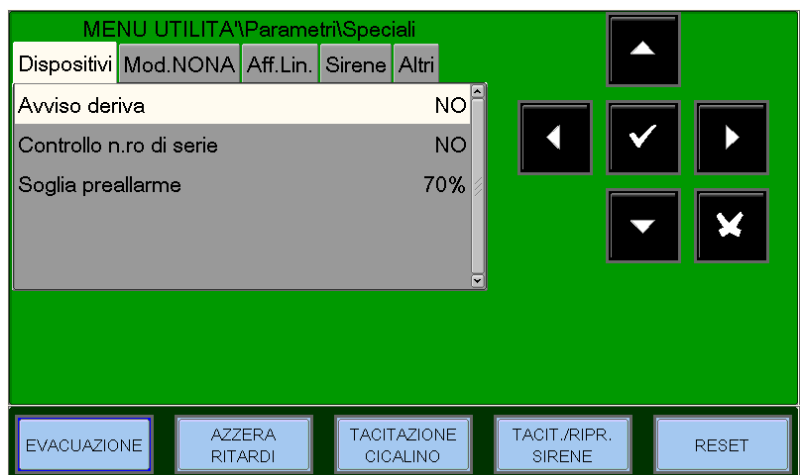 MENU UTILITA'\Parametri\Speciali
Dispositivi Mod.NONA Aff.Lin. Sirene Altri
Avviso deriva NO
Controllo n.ro di serie NO
Soglia preallarme 70%
EVACUAZIONE
AZZERA
RITARDI
TACITAZIONE
CICALINO
TACIT./RIPR.
SIRENE
RESET